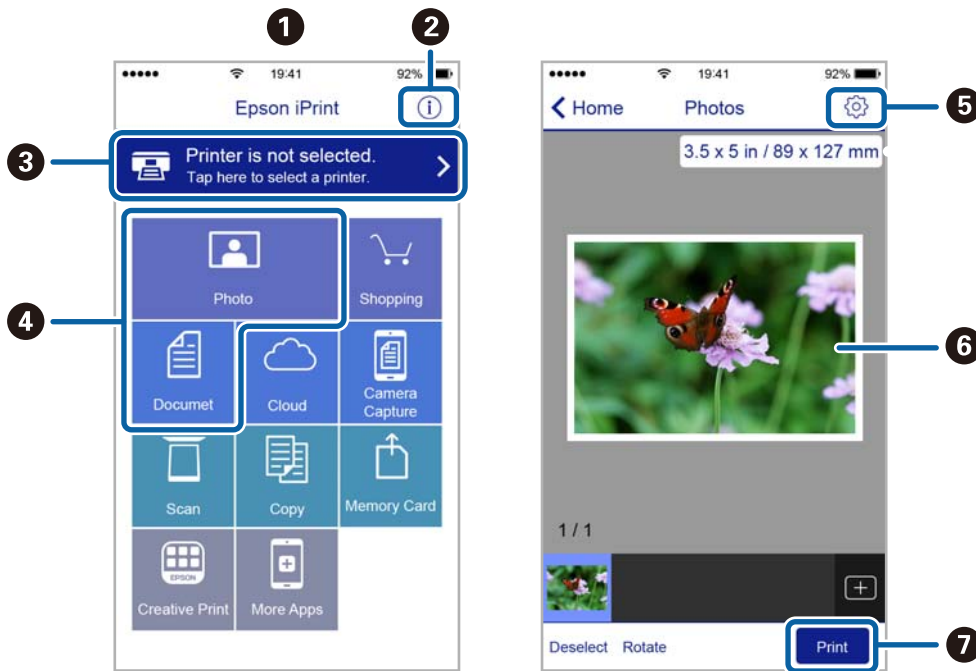 1
2
19:41
92%
Epson iPrint
i
3
Printer is not selected.
Tap here to select a printer.
4
Photo
Shopping
Documet
Cloud
Camera
Capture
Scan
Copy
Memory Card
EPSON
Creative Print
More Apps
19:41
92%
Home
Photos
5
3.5 x 5 in / 89 x 127 mm
6
1 / 1
Deselect
Rotate
Print
7